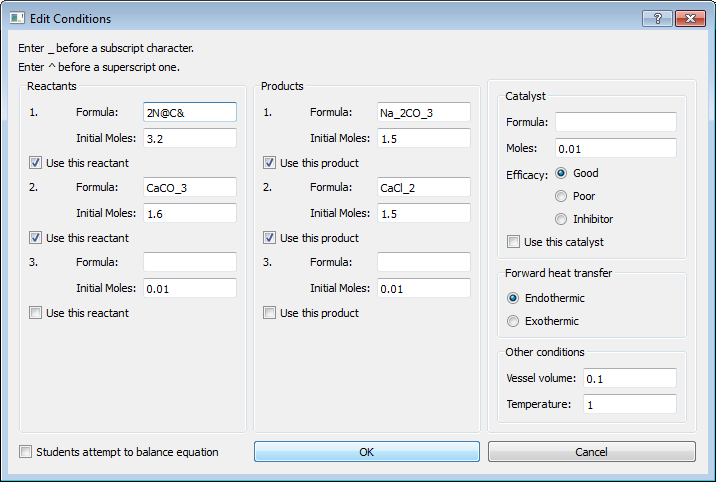 Edit Conditions
Enter _ before a subscript character.
Enter ^ before a superscript one.
Reactants
1. Formula: 2N@C&
Initial Moles: 3.2
Use this reactant
2. Formula: CaCO_3
Initial Moles: 1.6
Use this reactant
3. Formula:
Initial Moles: 0.01
Use this reactant
Products
1. Formula: Na_2CO_3
Initial Moles: 1.5
Use this product
2. Formula: CaCl_2
Initial Moles: 1.5
Use this product
3. Formula:
Initial Moles: 0.01
Use this product
Catalyst
Formula:
Moles: 0.01
Efficacy: Good
Poor
Inhibitor
Use this catalyst
Forward heat transfer
Endothermic
Exothermic
Other conditions
Vessel volume: 0.1
Temperature: 1
Students attempt to balance equation
OK
Cancel